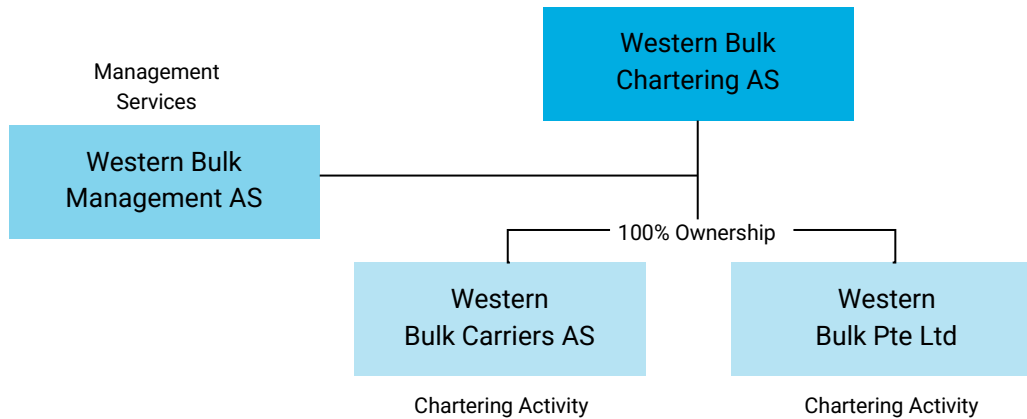 Western Bulk
Chartering AS
Management
Services
Western Bulk
Management AS
100% Ownership
Western
Bulk Carriers AS
Western
Bulk Pte Ltd
Chartering Activity
Chartering Activity